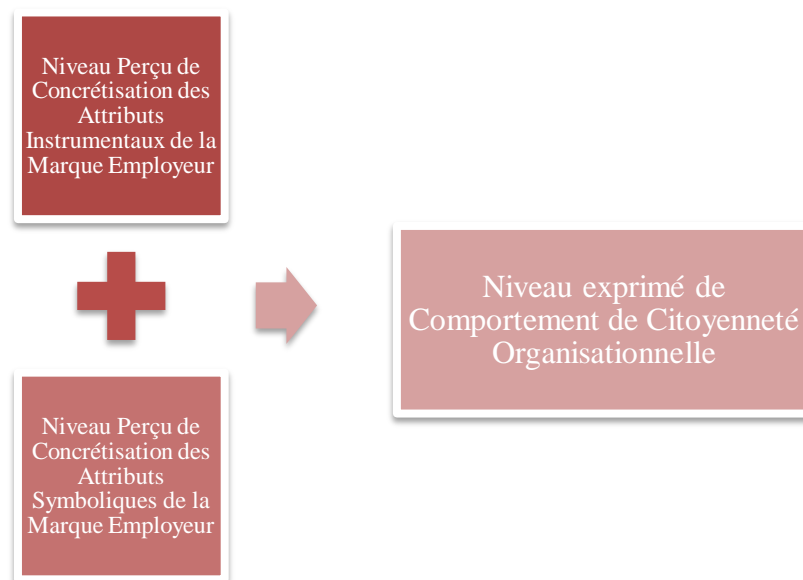 Niveau Perçu de
Concrétisation des
Attributs
Instrumentaux de la
Marque Employeur
Niveau Perçu de
Concrétisation des
Attributs
Symboliques de la
Marque Employeur
Niveau exprimé de
Comportement de Citoyenneté
Organisationnelle